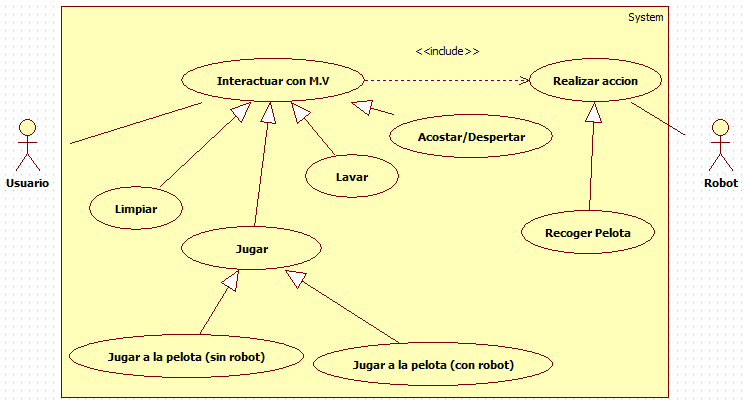 System
<<include>>
Interactuar con M.V
Realizar accion
Acostar/Despertar
Usuario
Robot
Lavar
Limpiar
Recoger Pelota
Jugar
Jugar a la pelota (sin robot)
Jugar a la pelota (con robot)